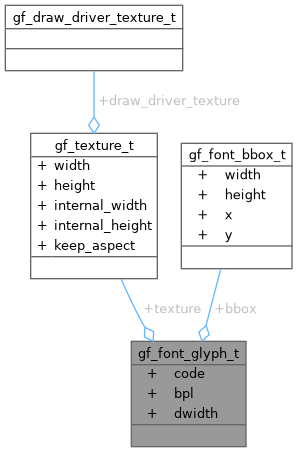 gf_draw_driver_texture_t
+draw_driver_texture
gf_texture_t
+ width
+ height
+ internal_width
+ internal_height
+ keep_aspect
gf_font_bbox_t
+ width
+ height
+ x
+ y
+texture
+bbox
gf_font_glyph_t
+ code
+ bpl
+ dwidth